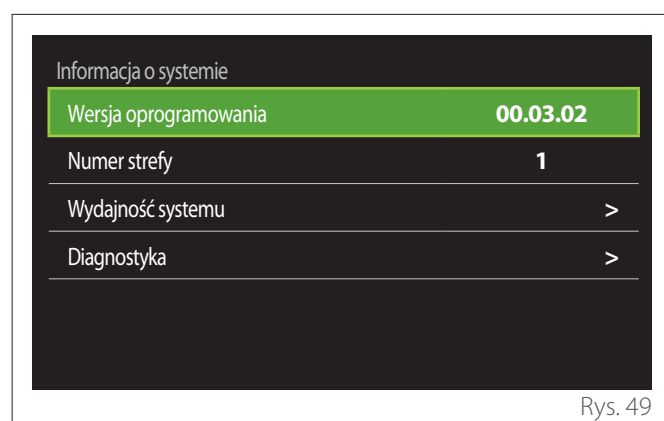 Informacja o systemie
Wersja oprogramowania 00.03.02
Numer strefy 1
Wydajność systemu >
Diagnostyka >
Rys. 49